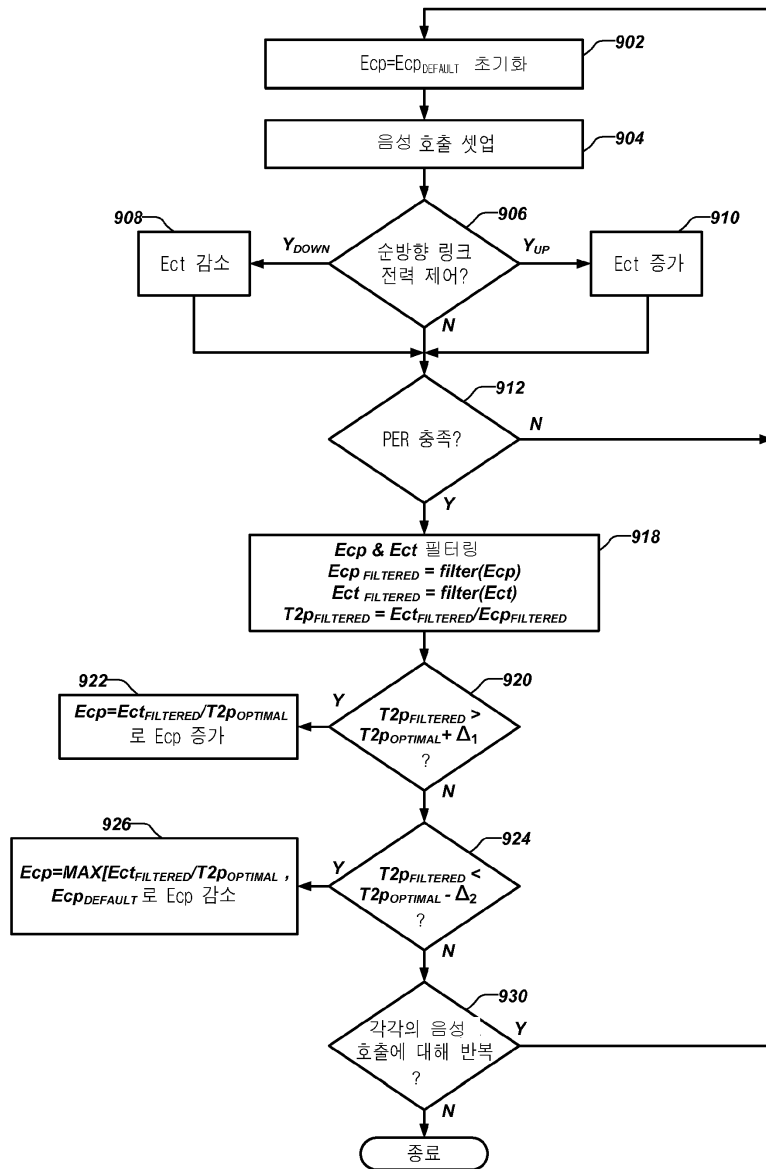 902
Ecp=Ecp DEFAULT 초기화
904
음성 호출 셋업
906
908
910
Y DOWN
Y UP
Ect 감소
순방향 링크
전력 제어?
Ect 증가
N
912
PER 충족?
N
Y
918
Ecp & Ect 필터링
Ecp FILTERED = filter(Ecp)
Ect FILTERED = filter(Ect)
T2p FILTERED = Ect FILTERED/Ecp FILTERED
920
922
Y
Ecp=Ect FILTERED/T2p OPTIMAL
로 Ecp 증가
T2p FILTERED >
T2p OPTIMAL + Δ1
?
N
924
926
Y
Ecp=MAX[Ect FILTERED/T2p OPTIMAL ,
Ecp DEFAULT 로 Ecp 감소
T2p FILTERED <
T2p OPTIMAL - Δ2
?
N
930
각각의 음성
호출에 대해 반복
?
Y
N
종료